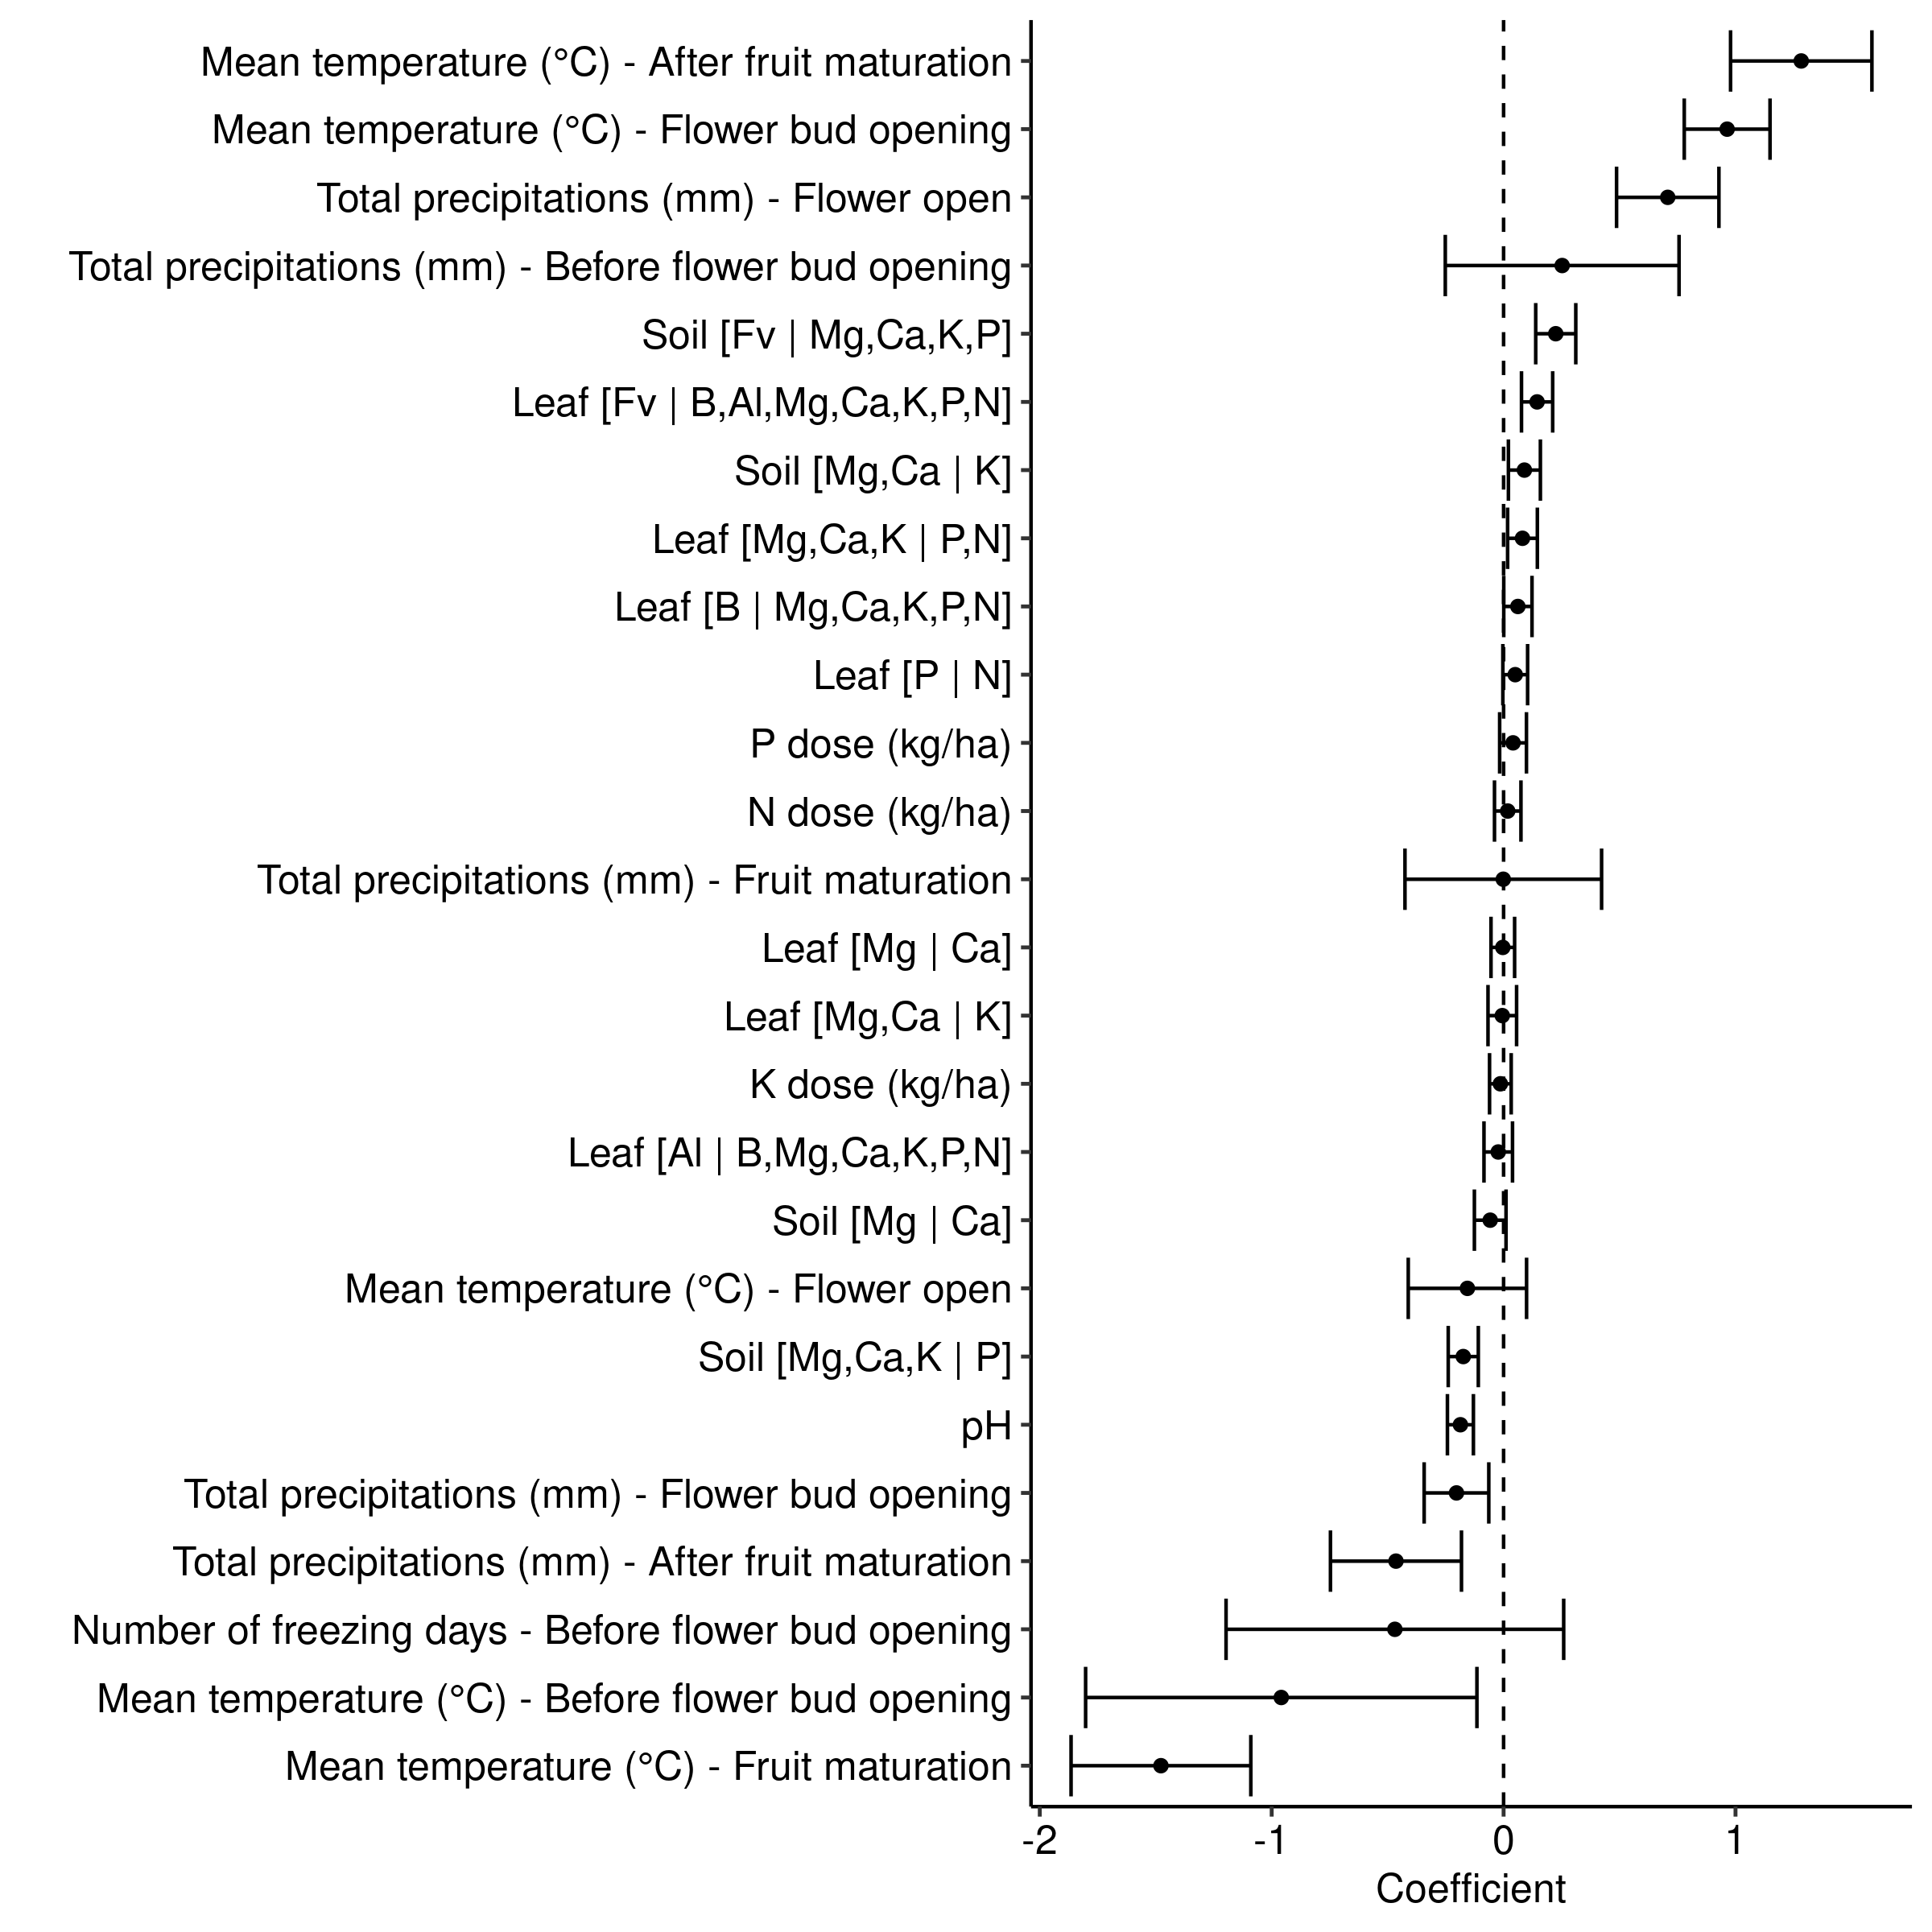 Mean temperature (°C) - After fruit maturation
Mean temperature (°C) - Flower bud opening
Total precipitations (mm) - Flower open
Total precipitations (mm) - Before flower bud opening
Soil [Fv | Mg,Ca,K,P]
Leaf [Fv | B,Al,Mg,Ca,K,P,N]
Soil [Mg,Ca | K]
Leaf [Mg,Ca,K | P,N]
Leaf [B | Mg,Ca,K,P,N]
Leaf [P | N]
P dose (kg/ha)
N dose (kg/ha)
Total precipitations (mm) - Fruit maturation
Leaf [Mg | Ca]
Leaf [Mg,Ca | K]
K dose (kg/ha)
Leaf [Al | B,Mg,Ca,K,P,N]
Soil [Mg | Ca]
Mean temperature (°C) - Flower open
Soil [Mg,Ca,K | P]
pH
Total precipitations (mm) - Flower bud opening
Total precipitations (mm) - After fruit maturation
Number of freezing days - Before flower bud opening
Mean temperature (°C) - Before flower bud opening
Mean temperature (°C) - Fruit maturation
-2 -1 0 1
Coefficient